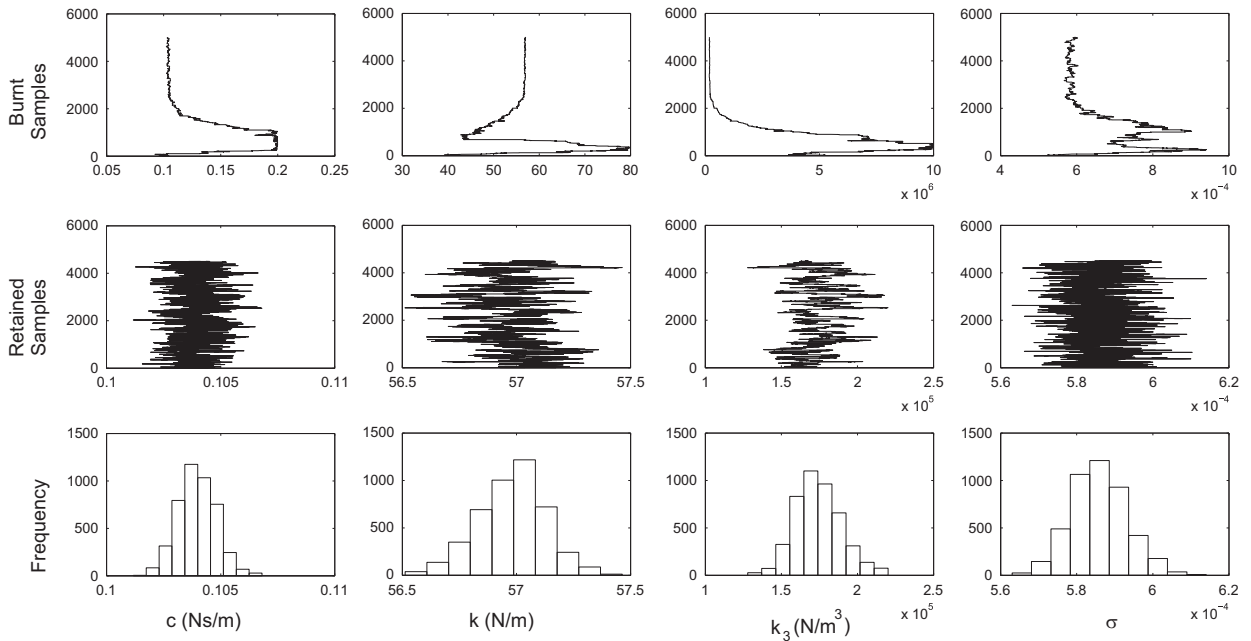 6000 6000 6000 6000
4000 4000 4000 4000
2000 2000 2000 2000
0 0 0 0
Burnt
Samples
0.05 0.1 0.15 0.2 0.25 30 40 50 60 70 80 0 5 10 4 6 8 10
x 10^6 x 10^-4
6000 6000 6000 6000
4000 4000 4000 4000
2000 2000 2000 2000
0 0 0 0
Retained
Samples
0.1 0.105 0.11 56.5 57 57.5 1 1.5 2 2.5 5.6 5.8 6 6.2
x 10^5 x 10^-4
1500 1500 1500 1500
1000 1000 1000 1000
500 500 500 500
0 0 0 0
Frequency
0.1 0.105 0.11 56.5 57 57.5 1 1.5 2 2.5 5.6 5.8 6 6.2
x 10^5 x 10^-4
c (Ns/m) k (N/m) k_3 (N/m^3) σ